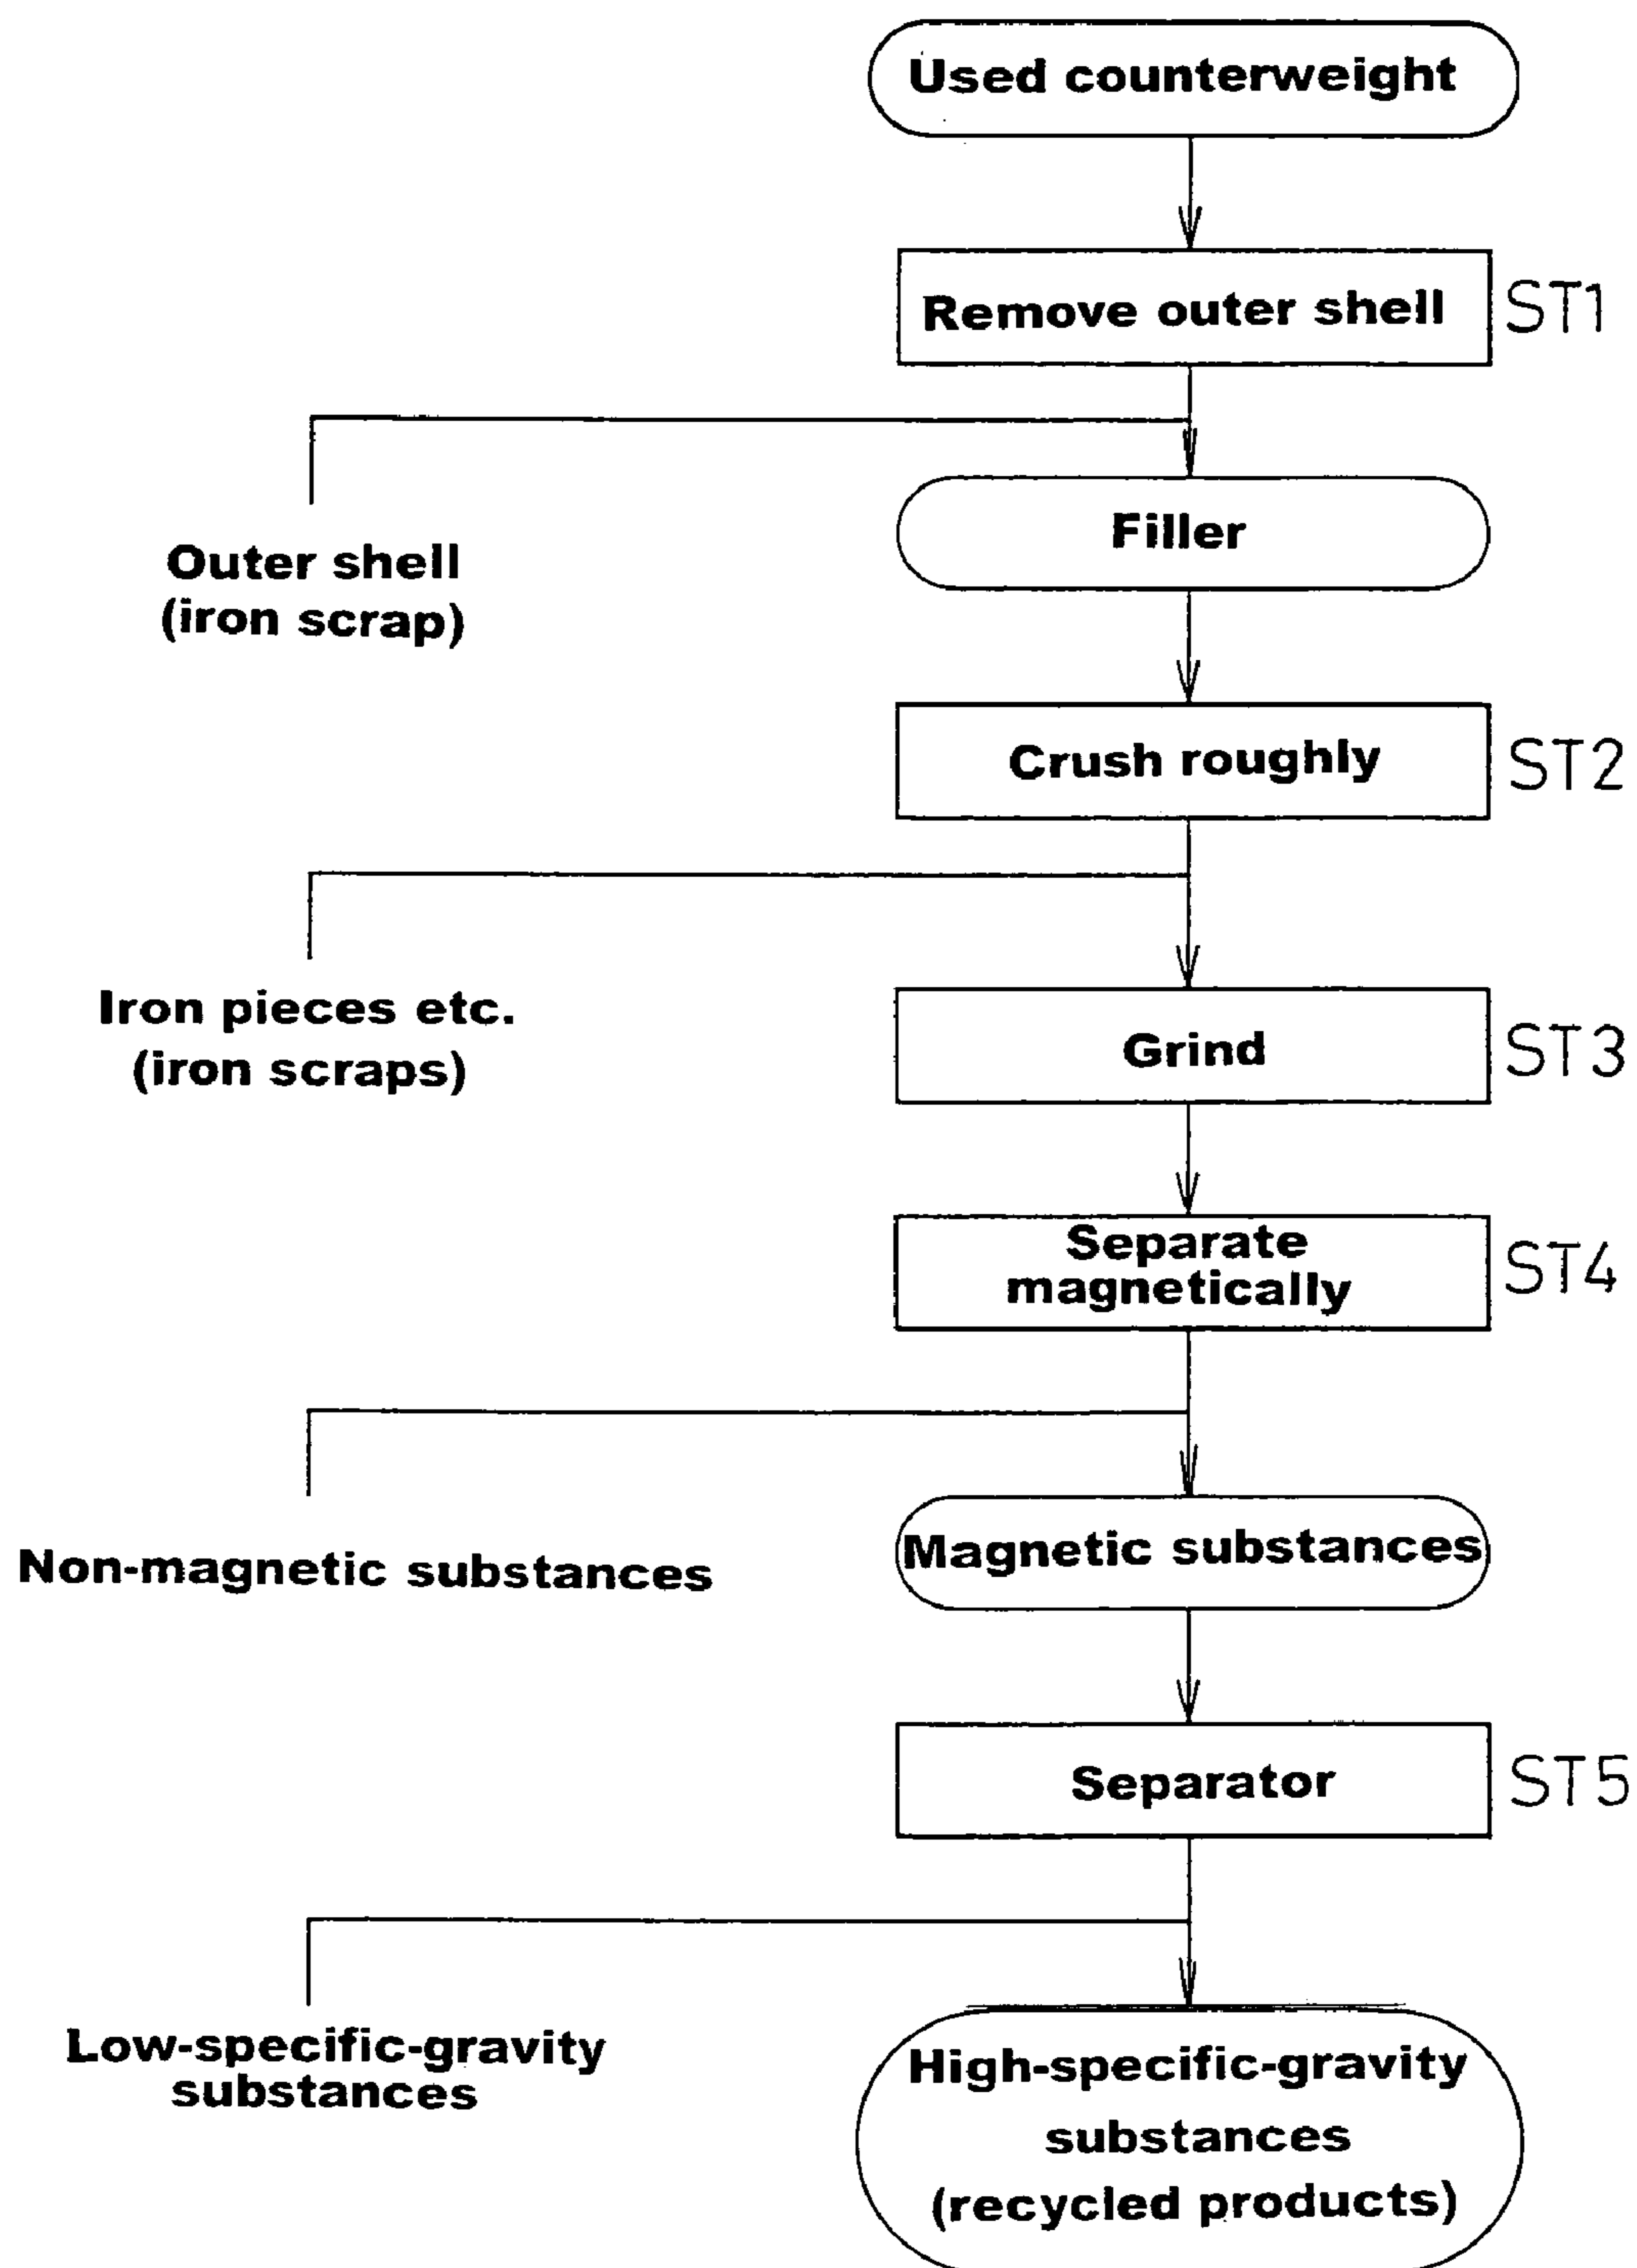 Used counterweight
Remove outer shell
ST1
Outer shell
(iron scrap)
Filler
Crush roughly
ST2
Iron pieces etc.
(iron scraps)
Grind
ST3
Separate
magnetically
ST4
Non-magnetic substances
Magnetic substances
Separator
ST5
Low-specific-gravity
substances
High-specific-gravity
substances
(recycled products)